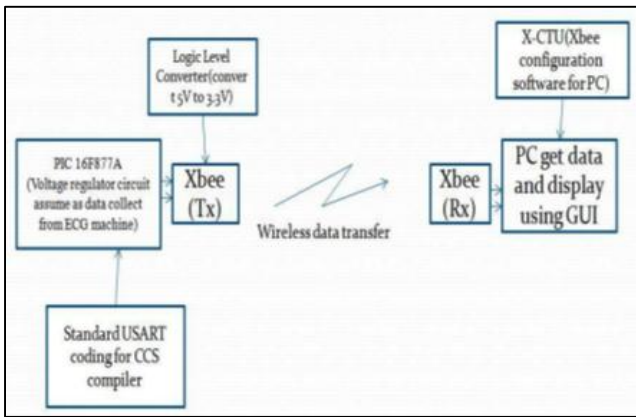 Logic Level
Converter(conver
t 5V to 3.3V)
X-CTU(Xbee
configuration
software for PC)
PIC 16F877A
(Voltage regulator circuit
assume as data collect
from ECG machine)
Xbee
(Tx)
Wireless data transfer
Xbee
(Rx)
PC get data
and display
using GUI
Standard USART
coding for CCS
compiler